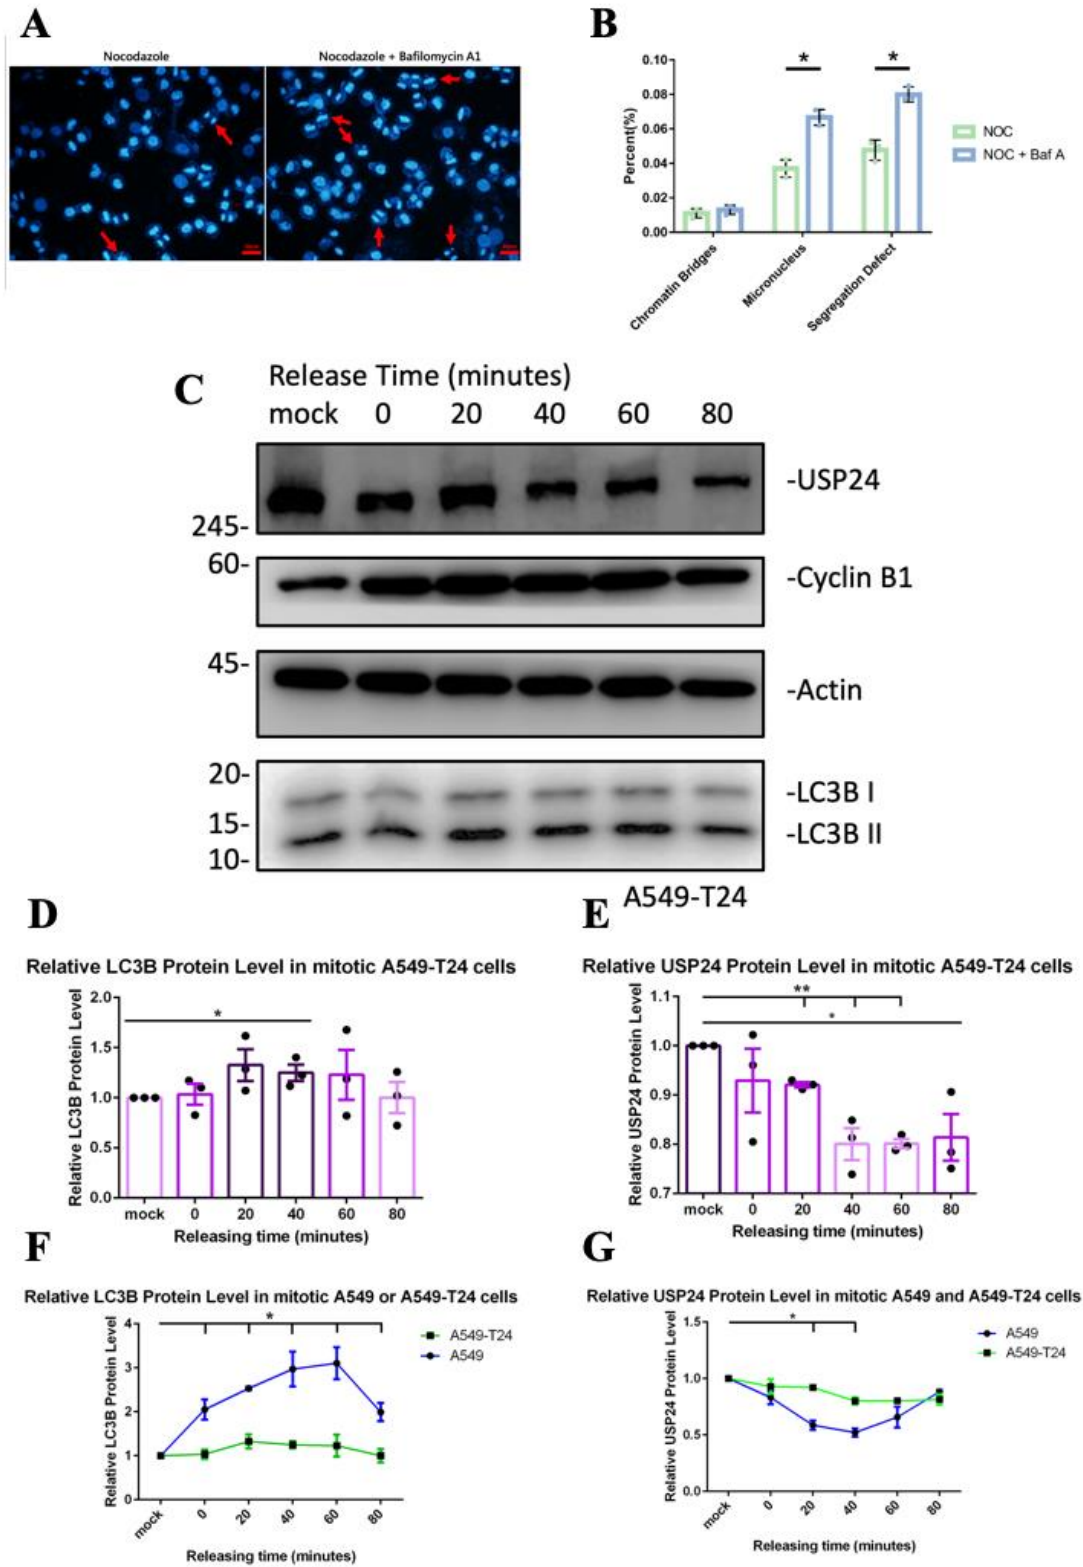 A
Nocodazole
Nocodazole + Bafilomycin A1
B
Percent(%)
0.10
0.08
0.06
0.04
0.02
0.00
*
*
NOC
NOC + Baf A
Chromatin Bridges
Micronucleus
Segregation Defect
C
Release Time (minutes)
mock 0 20 40 60 80
245-
-USP24
60-
-Cyclin B1
45-
-Actin
20-
15-
10-
-LC3B I
-LC3B II
A549-T24
D
Relative LC3B Protein Level in mitotic A549-T24 cells
Relative LC3B Protein Level
2.0
1.5
1.0
0.5
0.0
*
mock 0 20 40 60 80
Releasing time (minutes)
E
Relative USP24 Protein Level in mitotic A549-T24 cells
Relative USP24 Protein Level
1.1
1.0
0.9
0.8
0.7
**
*
mock 0 20 40 60 80
Releasing time (minutes)
F
Relative LC3B Protein Level in mitotic A549 or A549-T24 cells
Relative LC3B Protein Level
4
3
2
1
0
*
A549-T24
A549
mock 0 20 40 60 80
Releasing time (minutes)
G
Relative USP24 Protein Level in mitotic A549 and A549-T24 cells
Relative USP24 Protein Level
1.5
1.0
0.5
0.0
*
A549
A549-T24
mock 0 20 40 60 80
Releasing time (minutes)